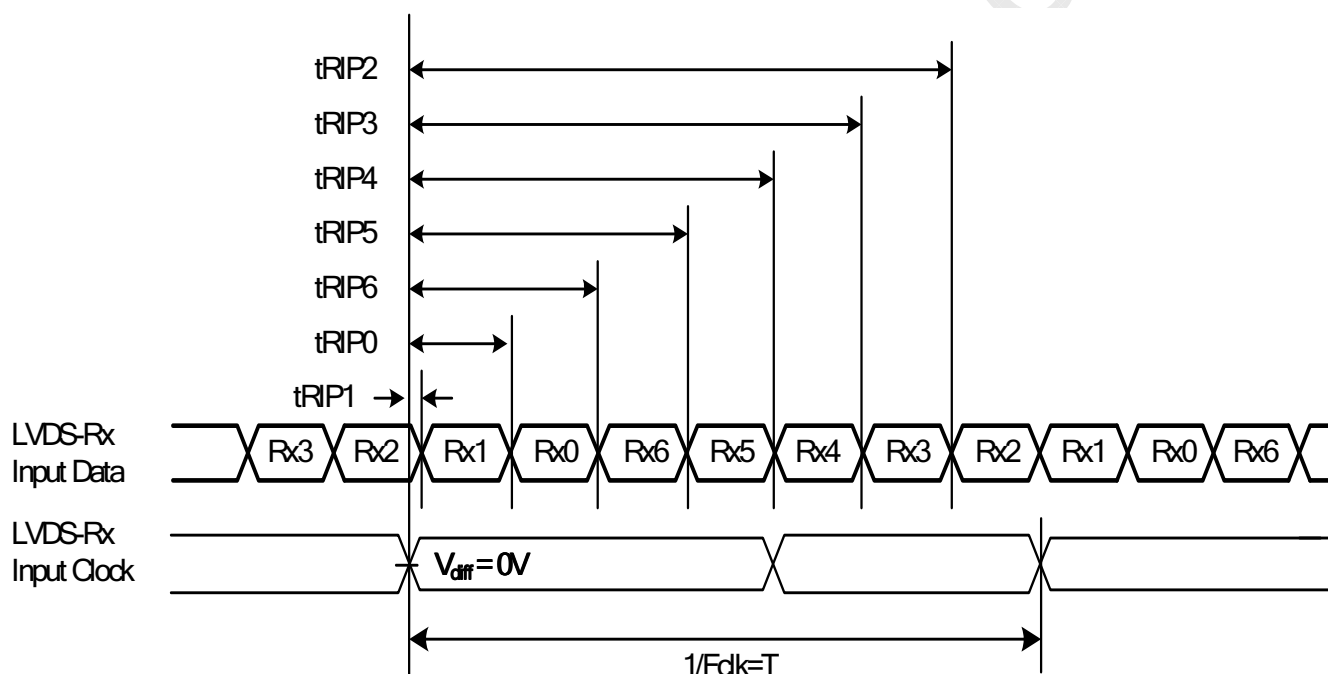 tRIP2
tRIP3
tRIP4
tRIP5
tRIP6
tRIP0
tRIP1
LVDS-Rx
Input Data
Rx3 Rx2 Rx1 Rx0 Rx6 Rx5 Rx4 Rx3 Rx2 Rx1 Rx0 Rx6
LVDS-Rx
Input Clock
Vdiff = 0V
1/Fclk=T